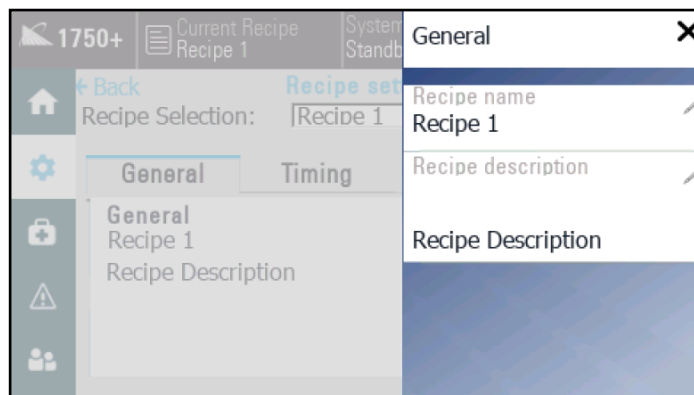 1750+
Current Recipe
Recipe 1
System
Standb
← Back
Recipe set
Recipe Selection:
Recipe 1
General
Timing
General
Recipe 1
Recipe Description
General
Recipe name
Recipe 1
Recipe description
Recipe Description